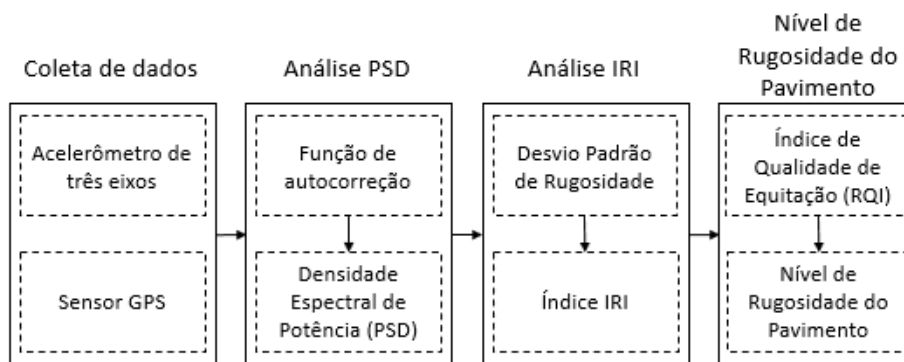 Coleta de dados
Acelerômetro de
três eixos
Sensor GPS
Análise PSD
Função de
autocorreção
Densidade
Espectral de
Potência (PSD)
Análise IRI
Desvio Padrão
de Rugosidade
Índice IRI
Nível de
Rugosidade do
Pavimento
Índice de
Qualidade de
Equitação (RQI)
Nível de
Rugosidade do
Pavimento